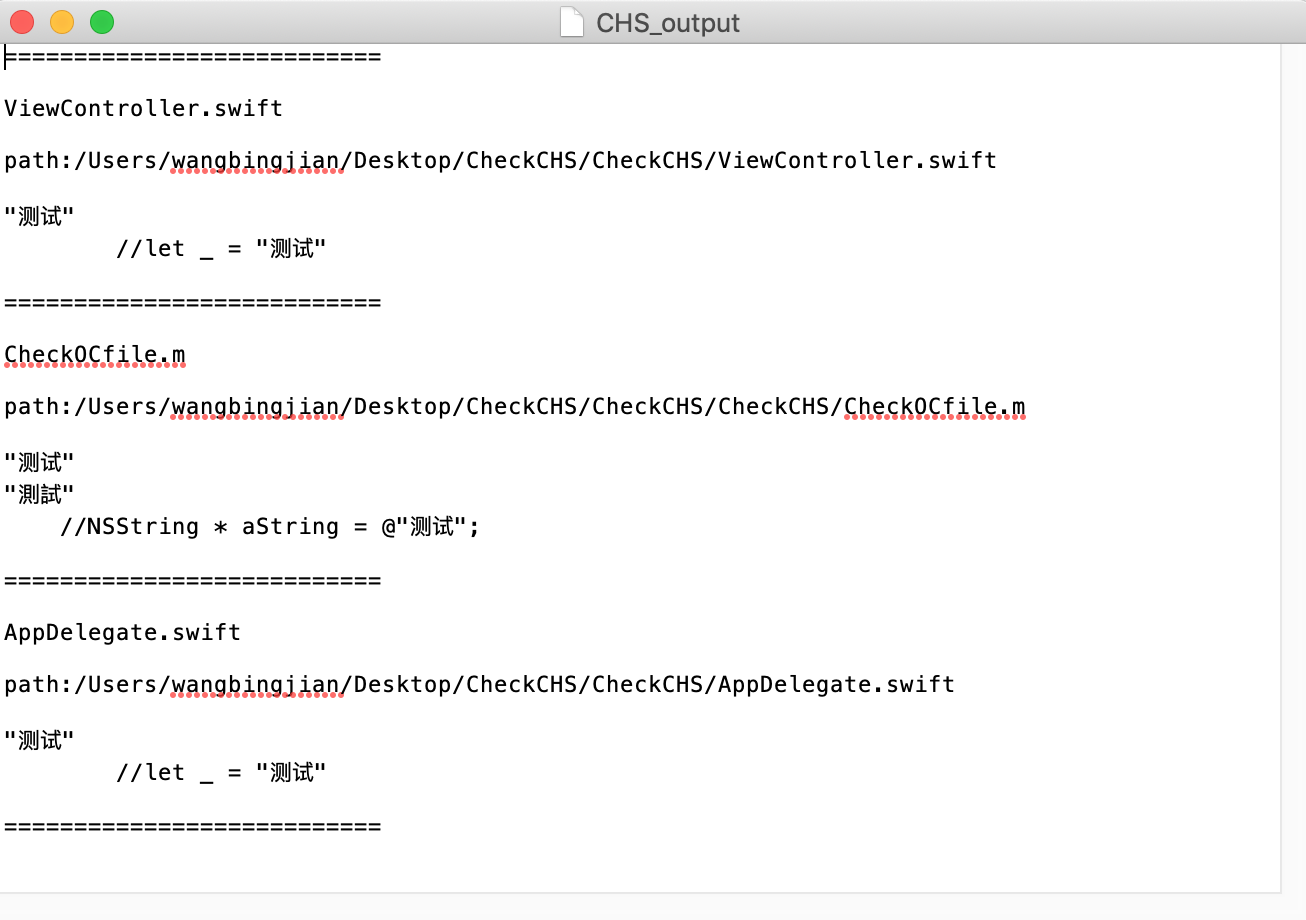 CHS_output
===========================
ViewController.swift
path:/Users/wangbingjian/Desktop/CheckCHS/CheckCHS/ViewController.swift
"测试"
        //let _ = "测试"
===========================
CheckOCfile.m
path:/Users/wangbingjian/Desktop/CheckCHS/CheckCHS/CheckCHS/CheckOCfile.m
"测试"
"測試"
    //NSString * aString = @"测试";
===========================
AppDelegate.swift
path:/Users/wangbingjian/Desktop/CheckCHS/CheckCHS/AppDelegate.swift
"测试"
        //let _ = "测试"
===========================